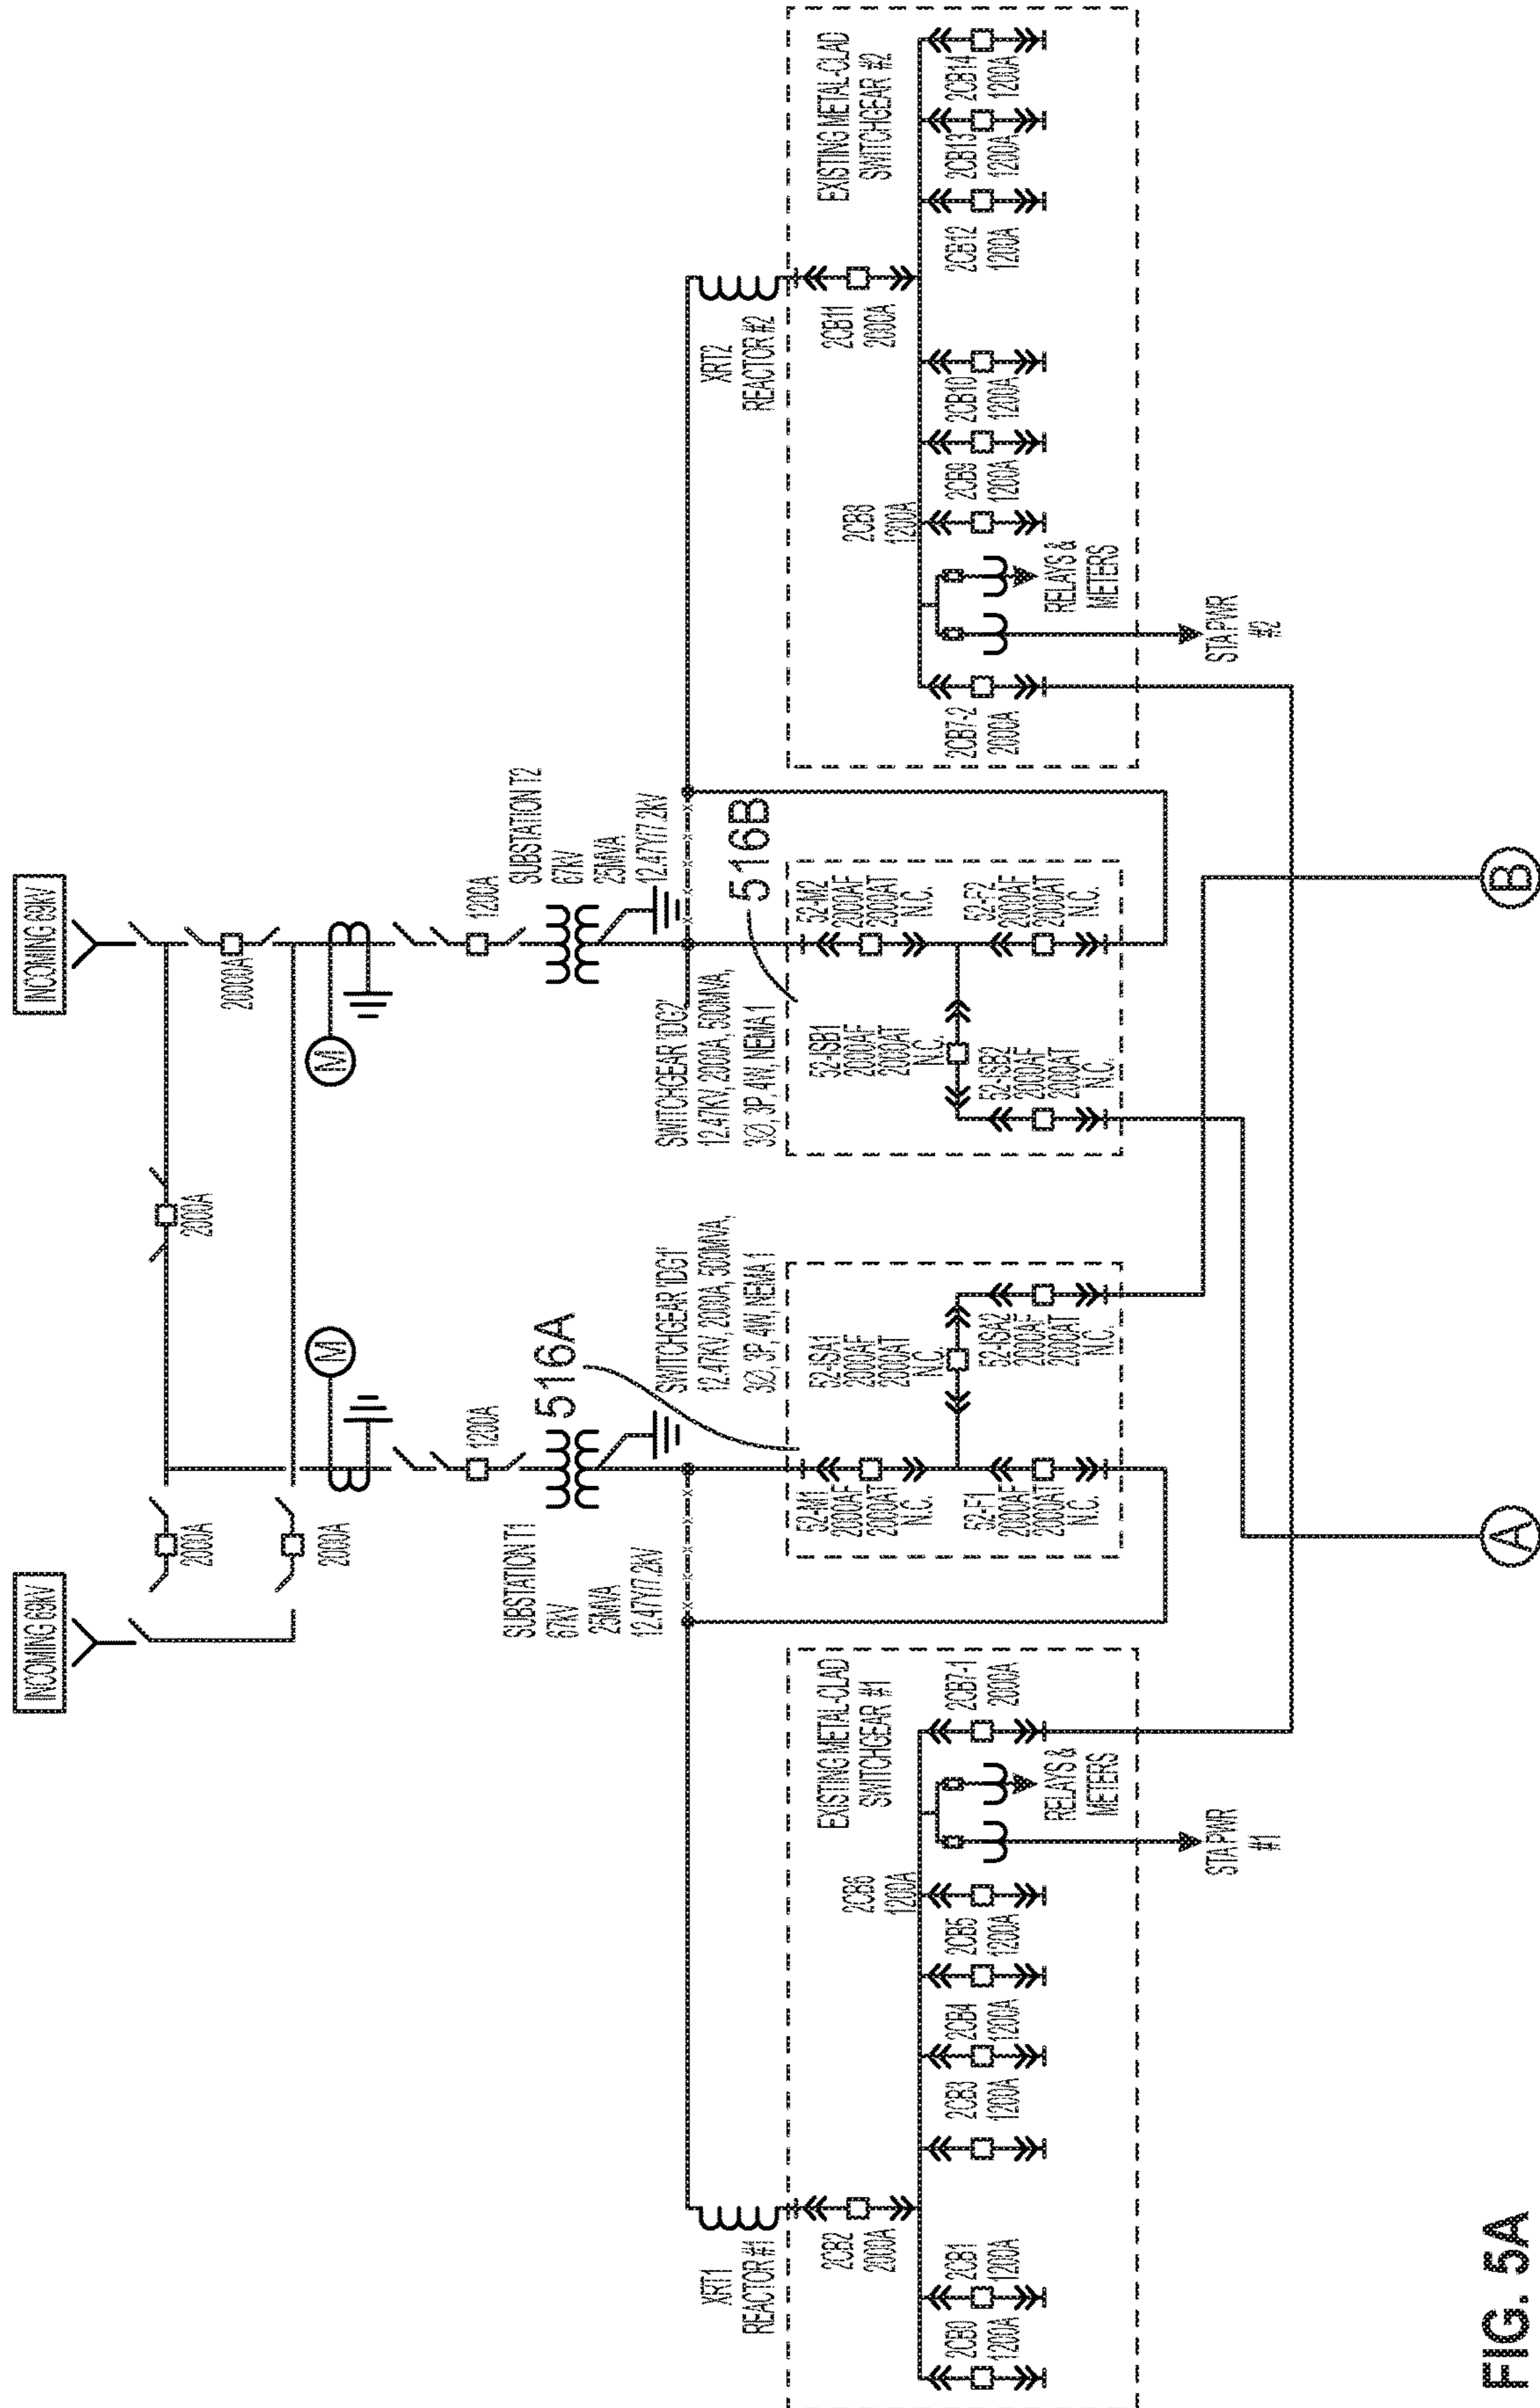 INCOMING 69KV
INCOMING 69KV
2000A
2000A
2000A
20000A
M
M
1200A
1200A
SUBSTATION T1
67KV
25MVA
12.47Y/7.2KV
516A
SUBSTATION T2
67KV
25MVA
12.47Y/7.2KV
516B
SWITCHGEAR 'IDG1'
12.47KV, 2000A, 500MVA,
3Ø, 3P, 4W, NEMA 1
SWITCHGEAR 'IDG2'
12.47KV, 2000A, 500MVA,
3Ø, 3P, 4W, NEMA 1
XRT1
REACTOR #1
XRT2
REACTOR #2
EXISTING METAL-CLAD
SWITCHGEAR #1
2CB2
2000A
2CB6
1200A
2CB0
1200A
2CB1
1200A
2CB3
1200A
2CB4
1200A
2CB5
1200A
2CB7-1
2000A
RELAYS &
METERS
STA PWR
#1
52-M1
2000AF
2000AT
N.C.
52-F1
2000AF
2000AT
N.C.
52-ISA1
2000AF
2000AT
N.C.
52-ISA2
2000AF
2000AT
N.C.
52-ISB1
2000AF
2000AT
N.C.
52-ISB2
2000AF
2000AT
N.C.
52-M2
2000AF
2000AT
N.C.
52-F2
2000AF
2000AT
N.C.
EXISTING METAL-CLAD
SWITCHGEAR #2
2CB11
2000A
2CB7-2
2000A
2CB9
1200A
2CB10
1200A
2CB12
1200A
2CB13
1200A
2CB14
1200A
1200A
RELAYS &
METERS
STA PWR
#2
A
B
FIG. 5A